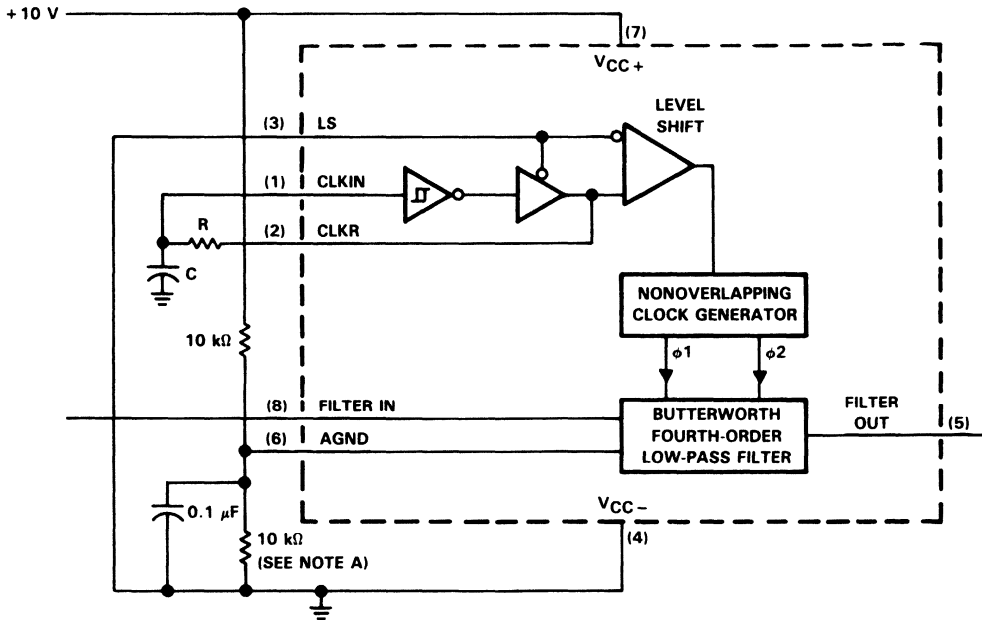 +10 V
(7)
VCC+
LEVEL
SHIFT
(3) LS
(1) CLKIN
R
(2) CLKR
C
NONOVERLAPPING
CLOCK GENERATOR
10 kΩ
ϕ1
ϕ2
(8) FILTER IN
BUTTERWORTH
FOURTH-ORDER
LOW-PASS FILTER
FILTER
OUT
(5)
(6) AGND
0.1 μF
VCC−
(4)
10 kΩ
(SEE NOTE A)